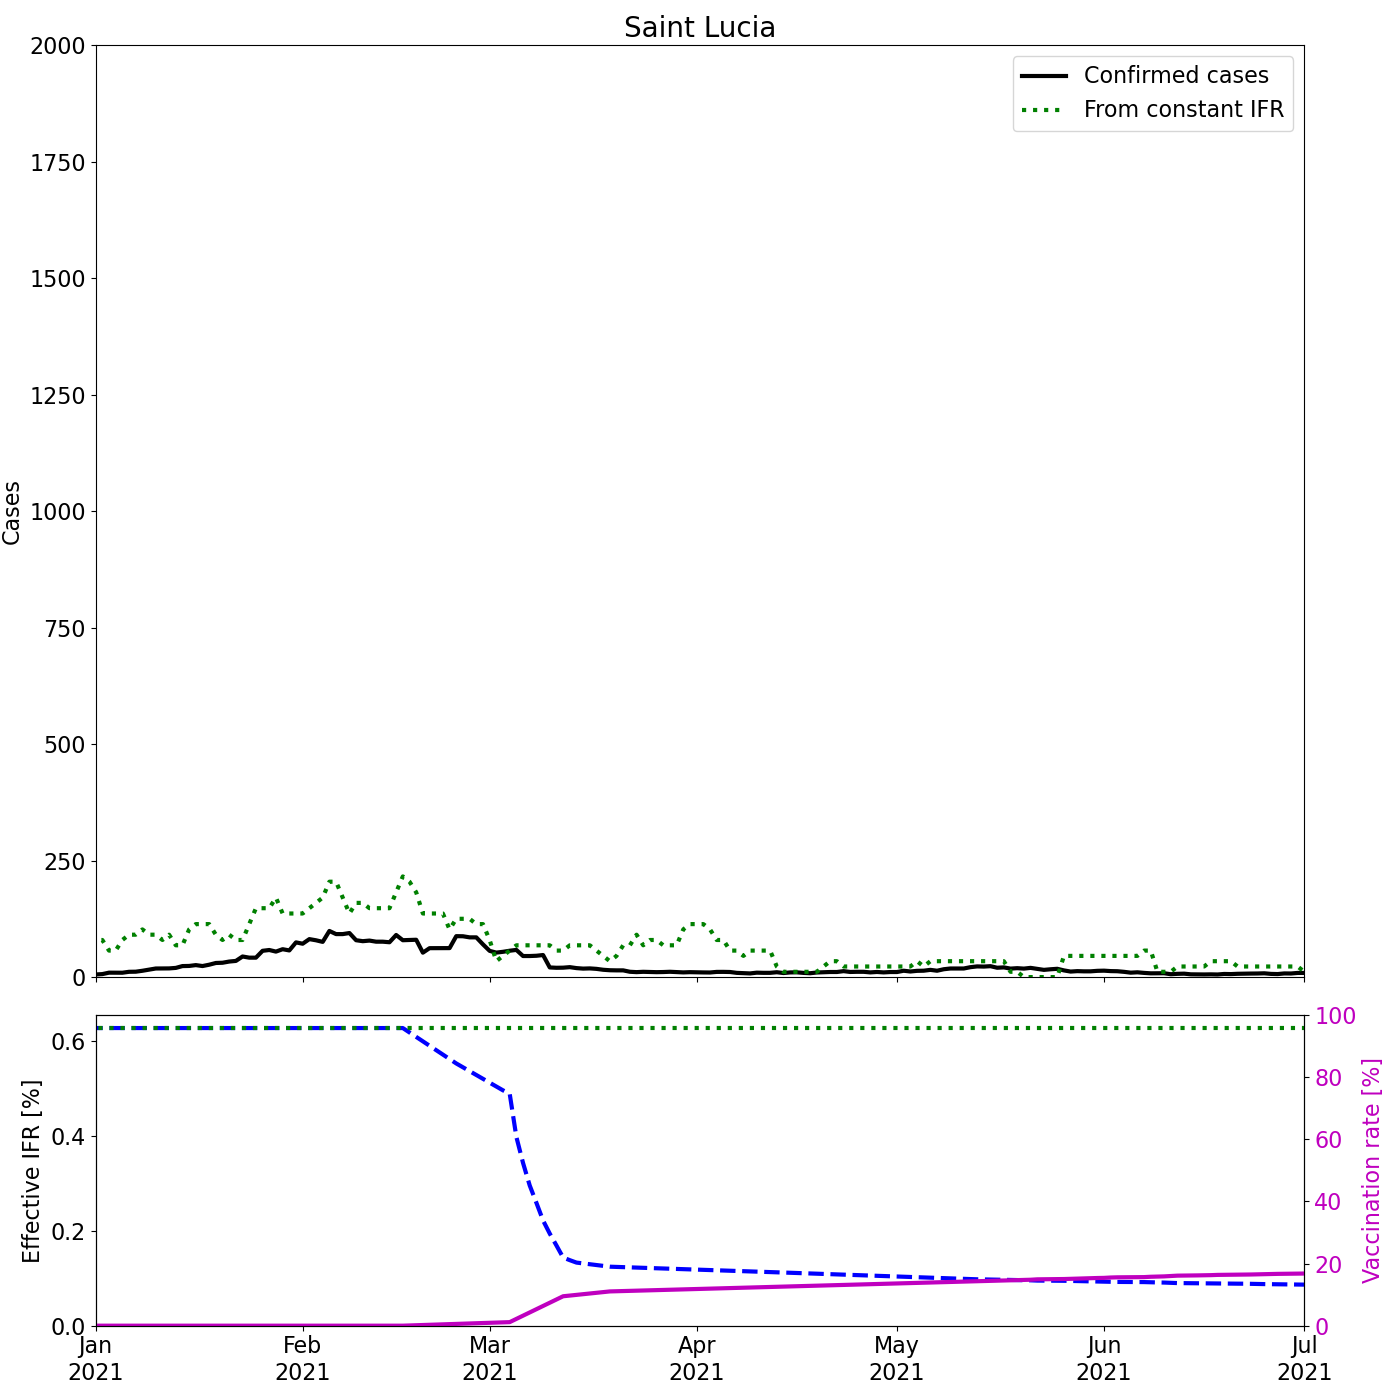 Saint Lucia
2000
1750
1500
1250
1000
750
500
250
0
Cases
Confirmed cases
From constant IFR
0.6
0.4
0.2
0.0
Effective IFR [%]
100
80
60
40
20
0
Vaccination rate [%]
Jan Feb Mar Apr May Jun Jul
2021 2021 2021 2021 2021 2021 2021